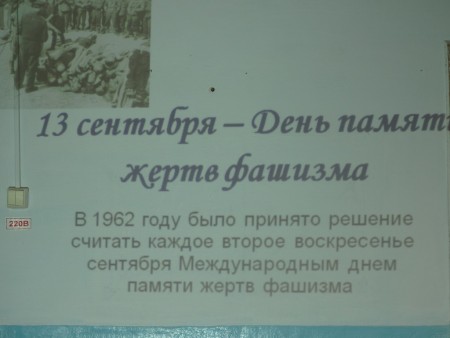 13 сентября – День памяти
жертв фашизма
220В
В 1962 году было принято решение
считать каждое второе воскресенье
сентября Международным днем
памяти жертв фашизма